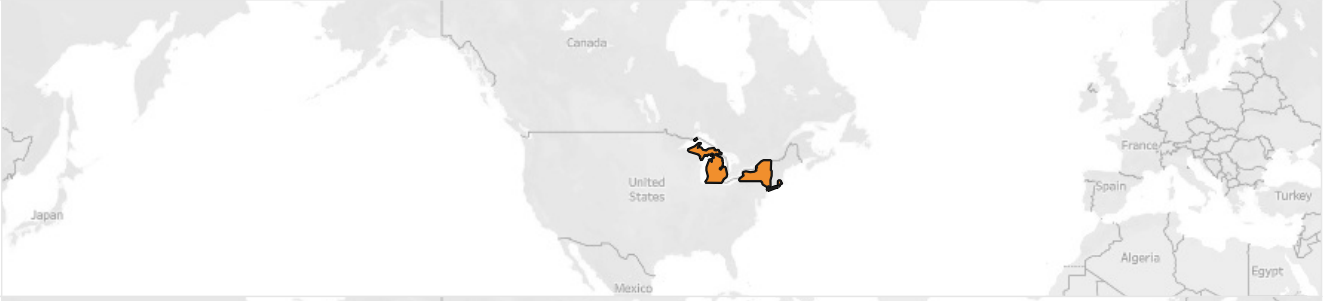 Canada
France
United
States
Spain
Turkey
Japan
Algeria
Egypt
Mexico